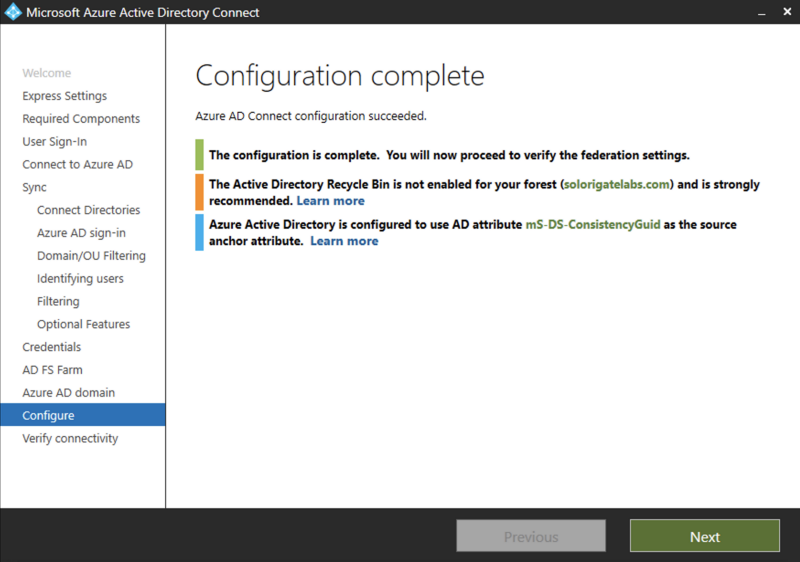 Microsoft Azure Active Directory Connect
Welcome
Express Settings
Required Components
User Sign-In
Connect to Azure AD
Sync
Connect Directories
Azure AD sign-in
Domain/OU Filtering
Identifying users
Filtering
Optional Features
Credentials
AD FS Farm
Azure AD domain
Configure
Verify connectivity
Configuration complete
Azure AD Connect configuration succeeded.
The configuration is complete. You will now proceed to verify the federation settings.
The Active Directory Recycle Bin is not enabled for your forest (solorigatelabs.com) and is strongly
recommended. Learn more
Azure Active Directory is configured to use AD attribute mS-DS-ConsistencyGuid as the source
anchor attribute. Learn more
Previous
Next